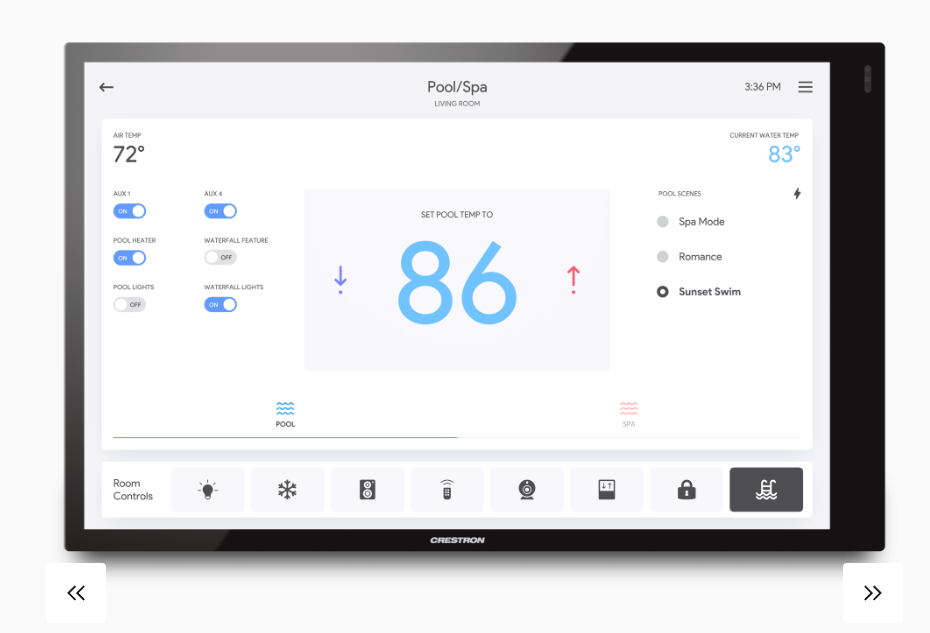 Pool/Spa
LIVING ROOM
3:36 PM
AIR TEMP
72°
CURRENT WATER TEMP
83°
AUX 1
ON
AUX 4
ON
POOL HEATER
ON
WATERFALL FEATURE
OFF
POOL LIGHTS
OFF
WATERFALL LIGHTS
ON
SET POOL TEMP TO
86
POOL SCENES
Spa Mode
Romance
Sunset Swim
POOL
SPA
Room
Controls
CRESTRON